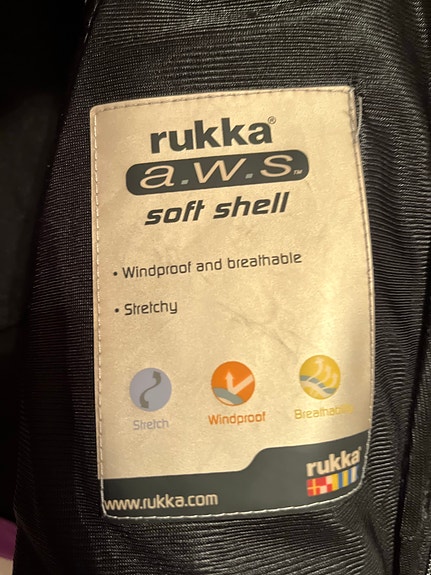 rukka®
a.w.s.™
soft shell
• Windproof and breathable
• Stretchy
Stretch Windproof Breathable
rukka
www.rukka.com